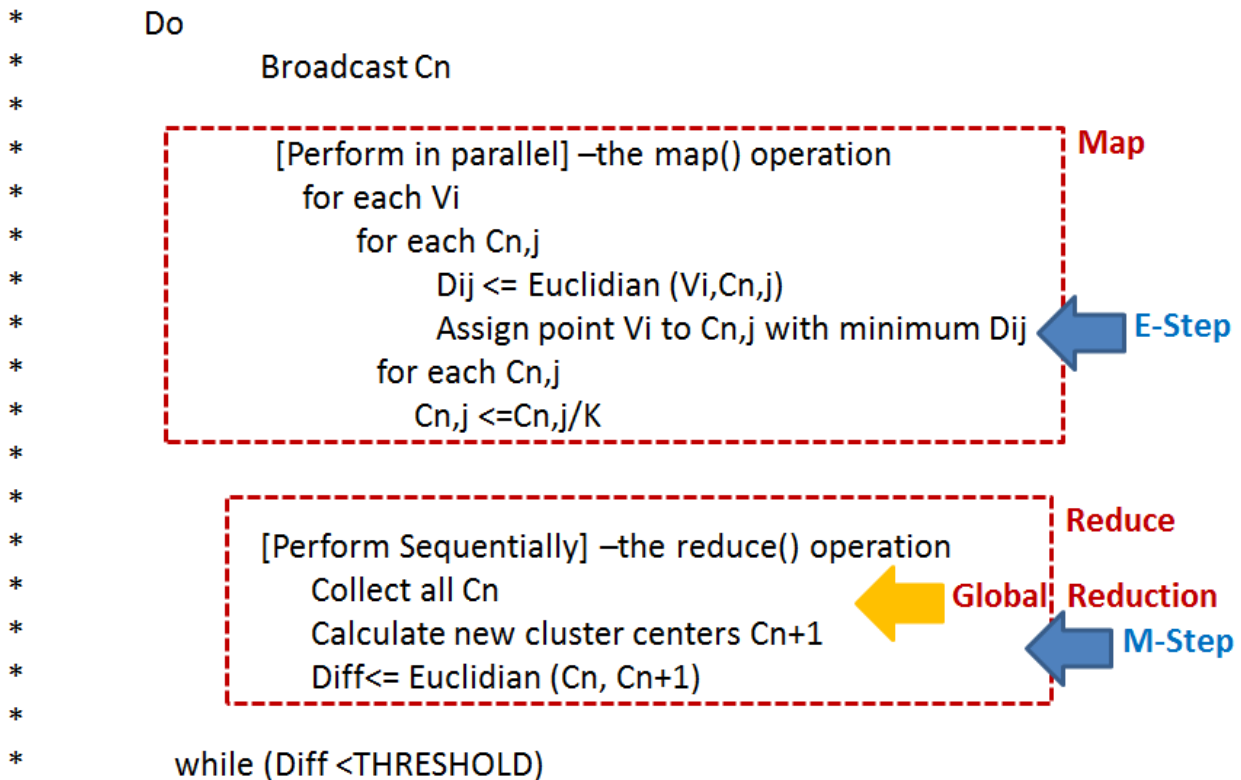 * Do
* Broadcast Cn
*
* [Perform in parallel] –the map() operation Map
* for each Vi
* for each Cn,j
* Dij <= Euclidian (Vi,Cn,j)
* Assign point Vi to Cn,j with minimum Dij E-Step
* for each Cn,j
* Cn,j <=Cn,j/K
*
*
* [Perform Sequentially] –the reduce() operation Reduce
* Collect all Cn Global Reduction
* Calculate new cluster centers Cn+1 M-Step
* Diff<= Euclidian (Cn, Cn+1)
*
* while (Diff <THRESHOLD)